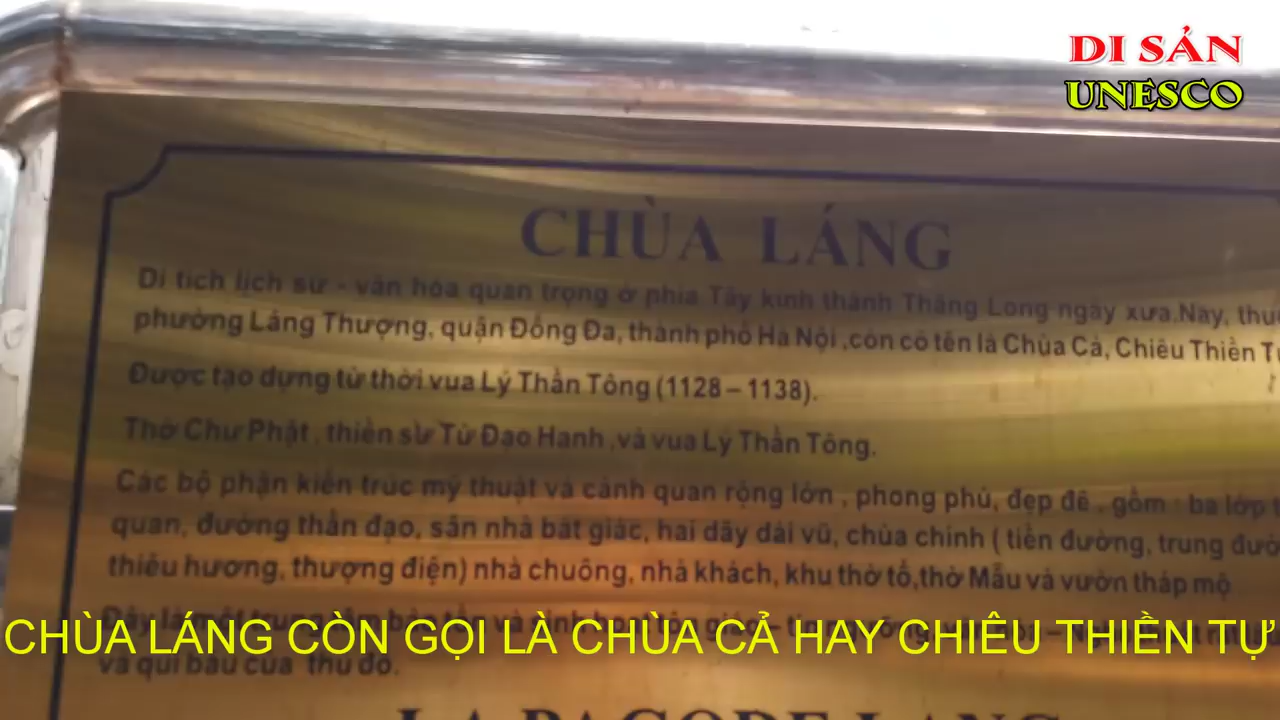 DI SẢN
UNESCO
CHÙA LÁNG
Di tích lịch sử - văn hóa quan trọng ở phía Tây kinh thành Thăng Long ngày xưa.Nay,
phường Láng Thượng, quận Đống Đa, thành phố Hà Nội ,còn có tên là Chùa Cả, Chiêu Thiền
Được tạo dựng từ thời vua Lý Thần Tông (1128 – 1138).
Thờ Chư Phật , thiền sư Từ Đạo Hạnh ,và vua Lý Thần Tông.
Các bộ phận kiến trúc mỹ thuật và cảnh quan rộng lớn , phong phú, đẹp đẽ , gồm : ba lớp
quan, đường thần đạo, sân nhà bát giác, hai dãy dải vũ, chùa chính ( tiền đường, trung
thiêu hương, thượng điện) nhà chuông, nhà khách, khu thờ tổ,thờ Mẫu và vườn tháp mộ
CHÙA LÁNG CÒN GỌI LÀ CHÙA CẢ HAY CHIÊU THIỀN TỰ
và quí báu của thủ đô.
LA PAGODE LANG